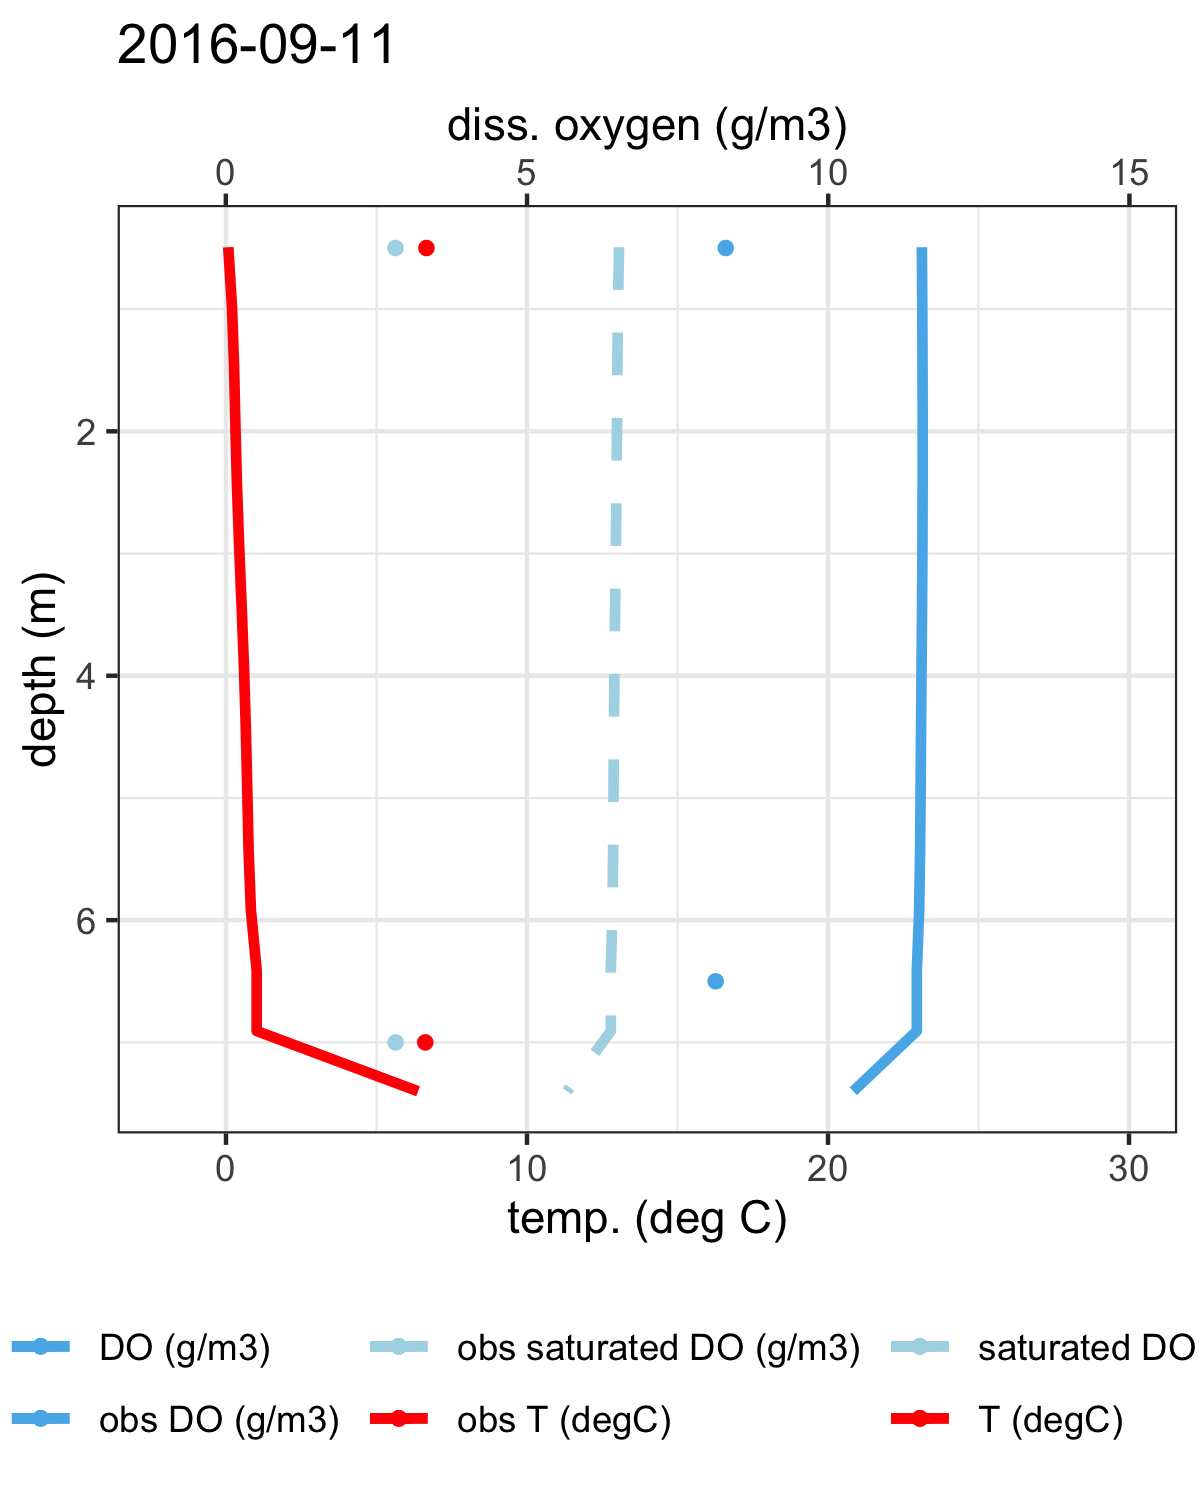 2016-09-11
diss. oxygen (g/m3)
0 5 10 15
2
4
6
depth (m)
0 10 20 30
temp. (deg C)
DO (g/m3) obs saturated DO (g/m3) saturated DO
obs DO (g/m3) obs T (degC) T (degC)